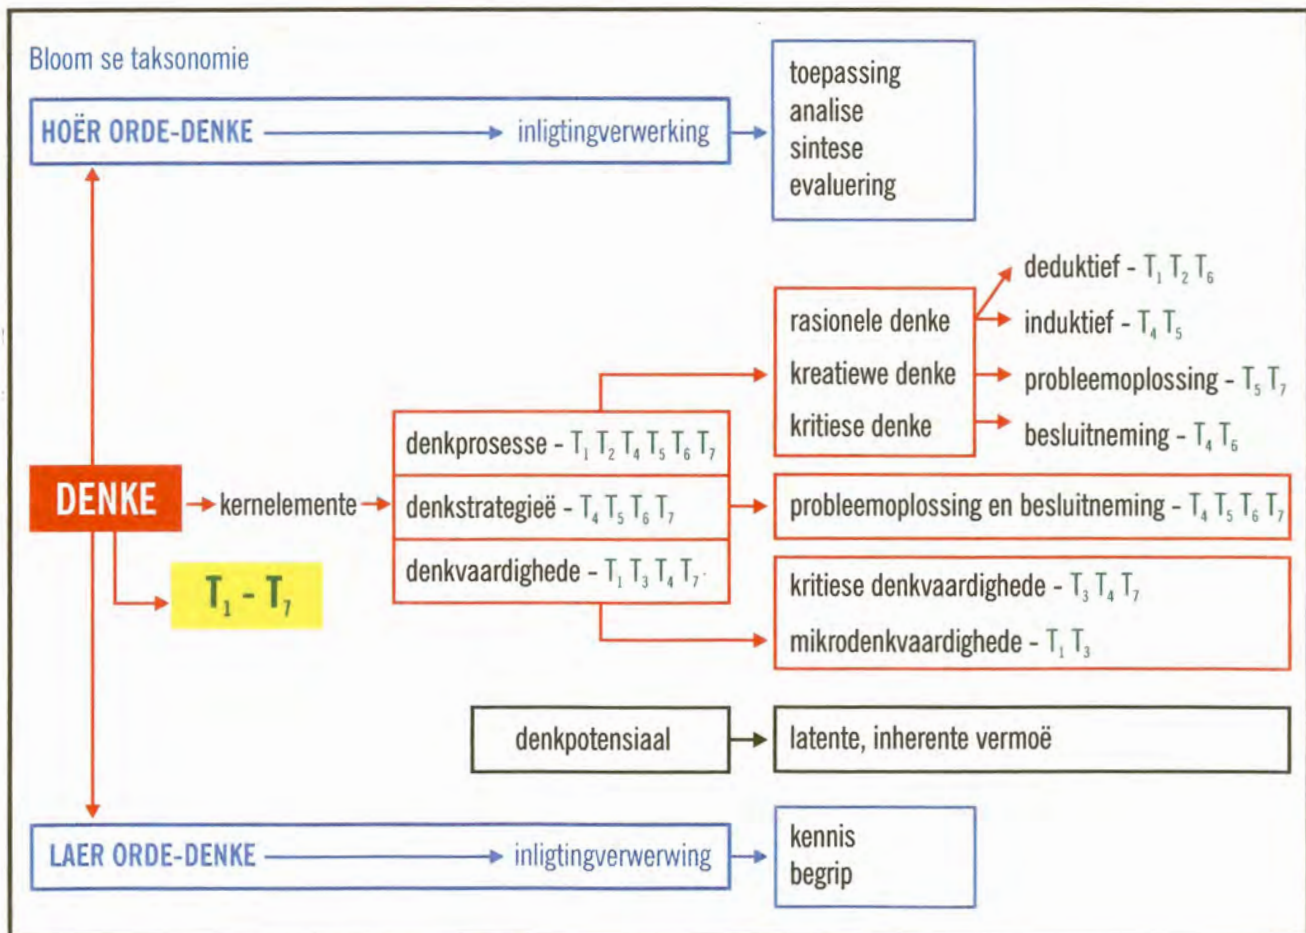 Bloom se taksonomie
HOËR ORDE-DENKE inligtingverwerking
toepassing
analise
sintese
evaluering
deduktief - T₁ T₂ T₆
rasionele denke
induktief - T₄ T₅
kreatiewe denke
probleemoplossing - T₅ T₇
kritiese denke
besluitneming - T₄ T₆
denkprosesse - T₁ T₂ T₄ T₅ T₆ T₇
DENKE
kernelemente
denkstrategieë - T₄ T₅ T₆ T₇
probleemoplossing en besluitneming - T₄ T₅ T₆ T₇
denkvaardighede - T₁ T₃ T₄ T₇
T₁ - T₇
kritiese denkvaardighede - T₃ T₄ T₇
mikrodenkvaardighede - T₁ T₃
denkpotensiaal
latente, inherente vermoë
LAER ORDE-DENKE inligtingverwerwing
kennis
begrip